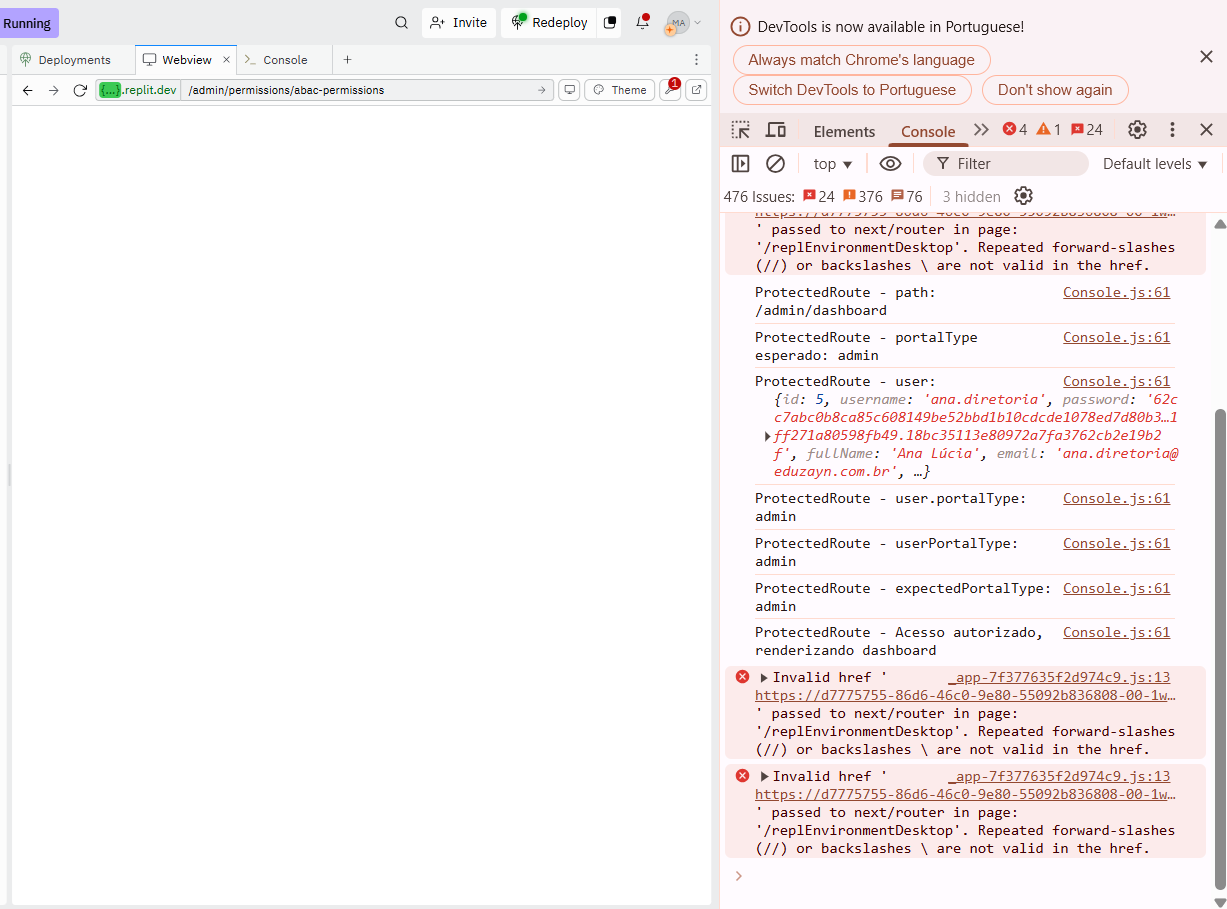 Running
Invite
Redeploy
MA
Deployments
Webview
Console
{...}.replit.dev /admin/permissions/abac-permissions
Theme
1
DevTools is now available in Portuguese!
Always match Chrome's language
Switch DevTools to Portuguese
Don't show again
Elements
Console
4 1 24
top
Filter
Default levels
476 Issues: 24 376 76 3 hidden
' passed to next/router in page:
'/replEnvironmentDesktop'. Repeated forward-slashes
(//) or backslashes \ are not valid in the href.
ProtectedRoute - path: Console.js:61
/admin/dashboard
ProtectedRoute - portalType Console.js:61
esperado: admin
ProtectedRoute - user: Console.js:61
{id: 5, username: 'ana.diretoria', password: '62cc
c7abc0b8ca85c608149be52bbd1b10cdcde1078ed7d80b3…1
ff271a80598fb49.18bc35113e80972a7fa3762cb2e19b2
f', fullName: 'Ana Lúcia', email: 'ana.diretoria@
eduzayn.com.br', …}
ProtectedRoute - user.portalType: Console.js:61
admin
ProtectedRoute - userPortalType: Console.js:61
admin
ProtectedRoute - expectedPortalType: Console.js:61
admin
ProtectedRoute - Acesso autorizado, Console.js:61
renderizando dashboard
Invalid href ' _app-7f377635f2d974c9.js:13
https://d7775755-86d6-46c0-9e80-55092b836808-00-1w…
' passed to next/router in page:
'/replEnvironmentDesktop'. Repeated forward-slashes
(//) or backslashes \ are not valid in the href.
Invalid href ' _app-7f377635f2d974c9.js:13
https://d7775755-86d6-46c0-9e80-55092b836808-00-1w…
' passed to next/router in page:
'/replEnvironmentDesktop'. Repeated forward-slashes
(//) or backslashes \ are not valid in the href.